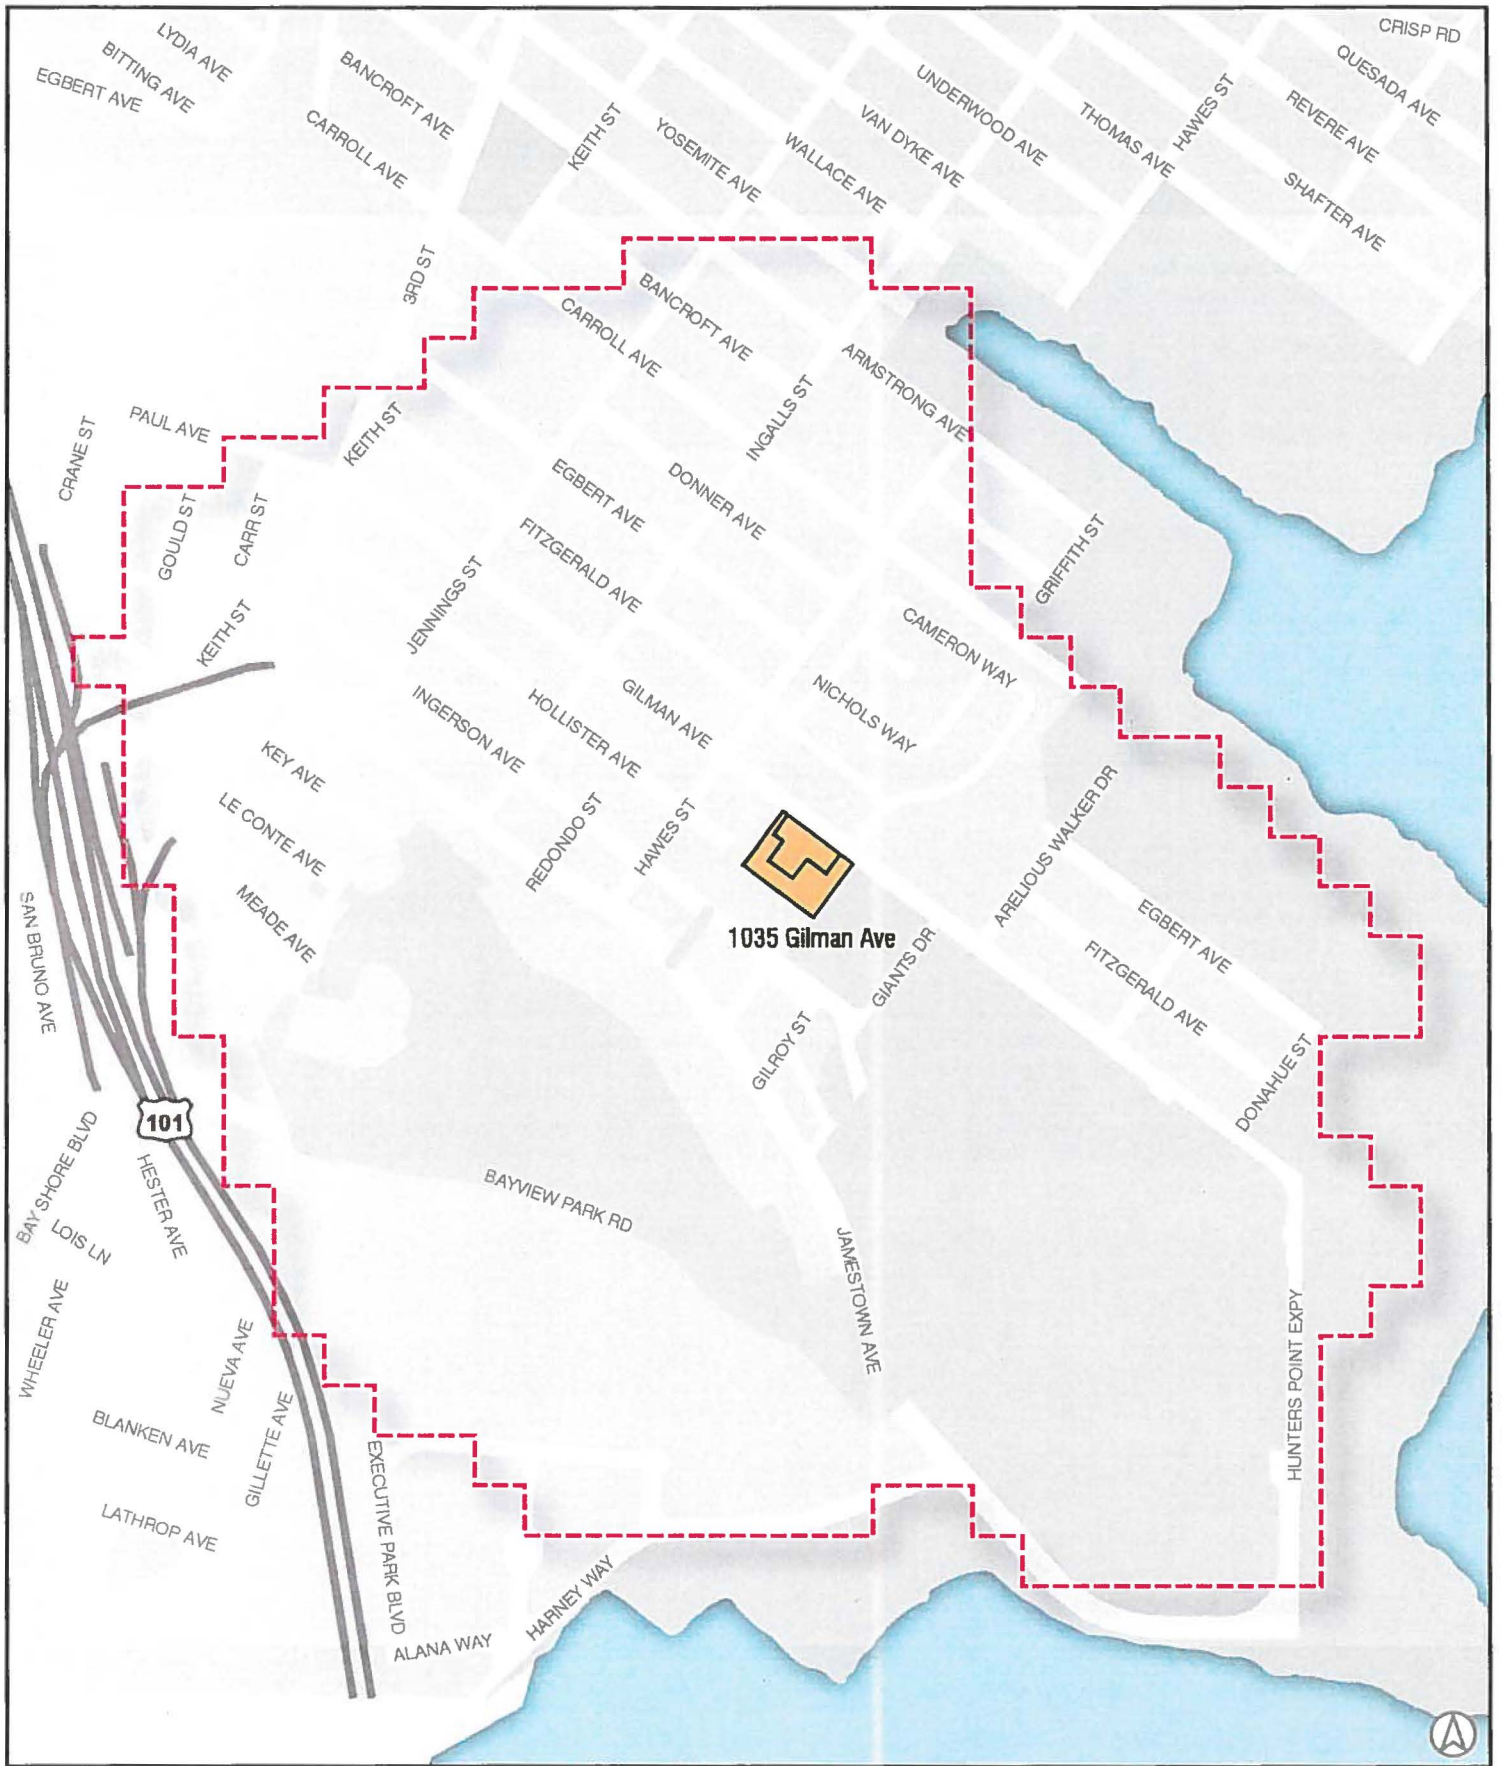 CRISP RD
LYDIA AVE
BITTING AVE
EGBERT AVE
BANCROFT AVE
CARROLL AVE
KEITH ST
YOSEMITE AVE
WALLACE AVE
VAN DYKE AVE
UNDERWOOD AVE
THOMAS AVE
HAWES ST
QUESADA AVE
REVERE AVE
SHAFTER AVE
3RD ST
BANCROFT AVE
CARROLL AVE
ARMSTRONG AVE
INGALLS ST
PAUL AVE
CRANE ST
KEITH ST
GOULD ST
CARR ST
EGBERT AVE
DONNER AVE
FITZGERALD AVE
GRIFFITH ST
JENNINGS ST
KEITH ST
CAMERON WAY
NICHOLS WAY
GILMAN AVE
HOLLISTER AVE
INGERSON AVE
KEY AVE
LE CONTE AVE
MEADE AVE
REDONDO ST
HAWES ST
ARELIOUS WALKER DR
1035 Gilman Ave
EGBERT AVE
FITZGERALD AVE
GIANTS DR
GILROY ST
DONAHUE ST
SAN BRUNO AVE
101
BAY SHORE BLVD
HESTER AVE
LOIS LN
BAYVIEW PARK RD
JAMESTOWN AVE
WHEELER AVE
NUEVA AVE
HUNTERS POINT EXPY
BLANKEN AVE
GILLETTE AVE
EXECUTIVE PARK BLVD
LATHROP AVE
HARNEY WAY
ALANA WAY